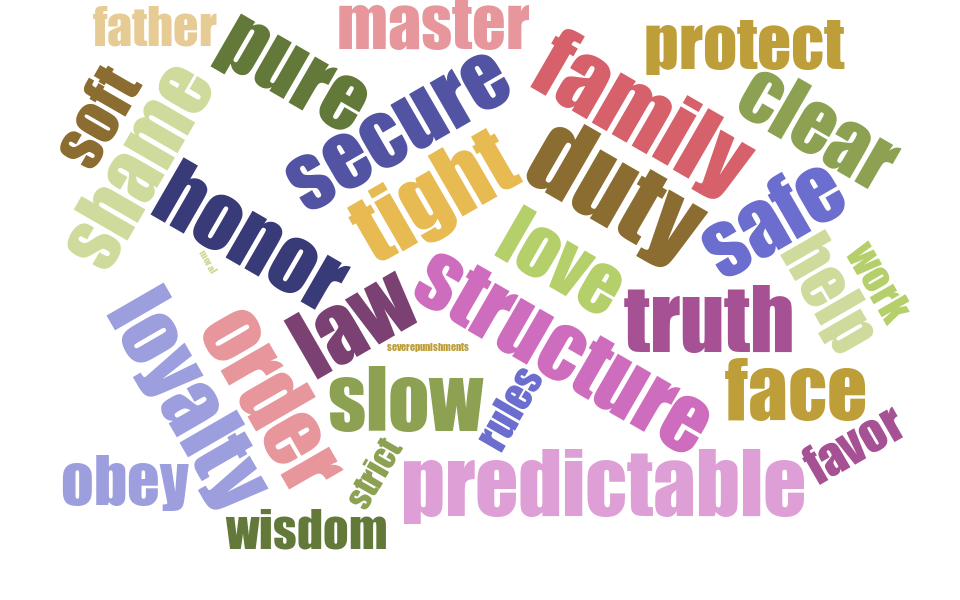 father
master
protect
pure
soft
shame
secure
family
clear
tight
duty
honor
safe
love
help
work
moral
law
structure
truth
loyalty
order
severepunishments
slow
rules
face
favor
obey
strict
predictable
wisdom